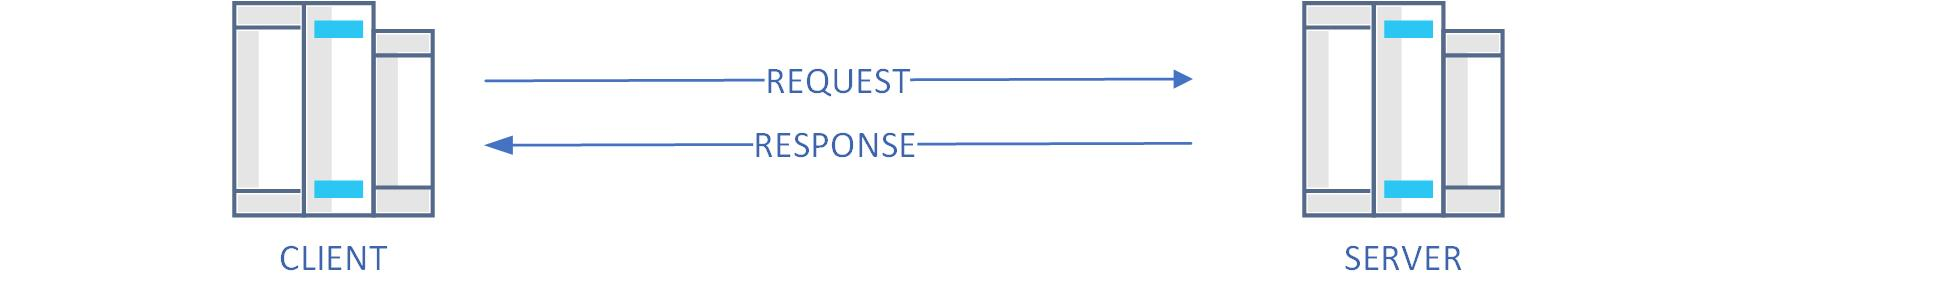 REQUEST
RESPONSE
CLIENT
SERVER